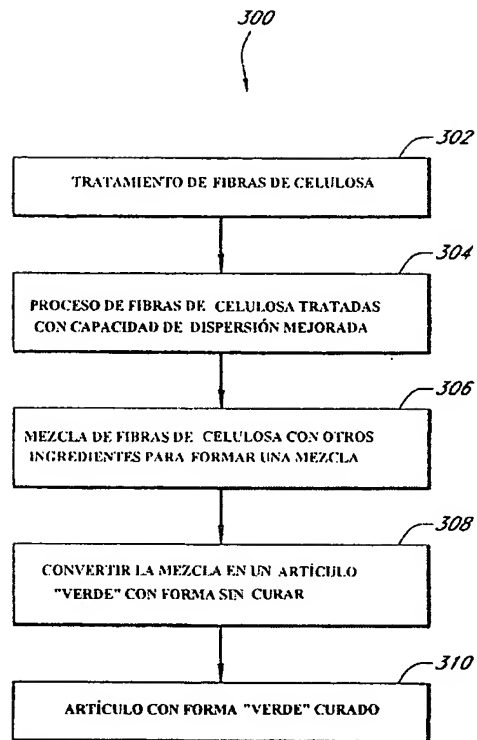 300
302
TRATAMIENTO DE FIBRAS DE CELULOSA
304
PROCESO DE FIBRAS DE CELULOSA TRATADAS
CON CAPACIDAD DE DISPERSIÓN MEJORADA
306
MEZCLA DE FIBRAS DE CELULOSA CON OTROS
INGREDIENTES PARA FORMAR UNA MEZCLA
308
CONVERTIR LA MEZCLA EN UN ARTÍCULO
"VERDE" CON FORMA SIN CURAR
310
ARTÍCULO CON FORMA "VERDE" CURADO